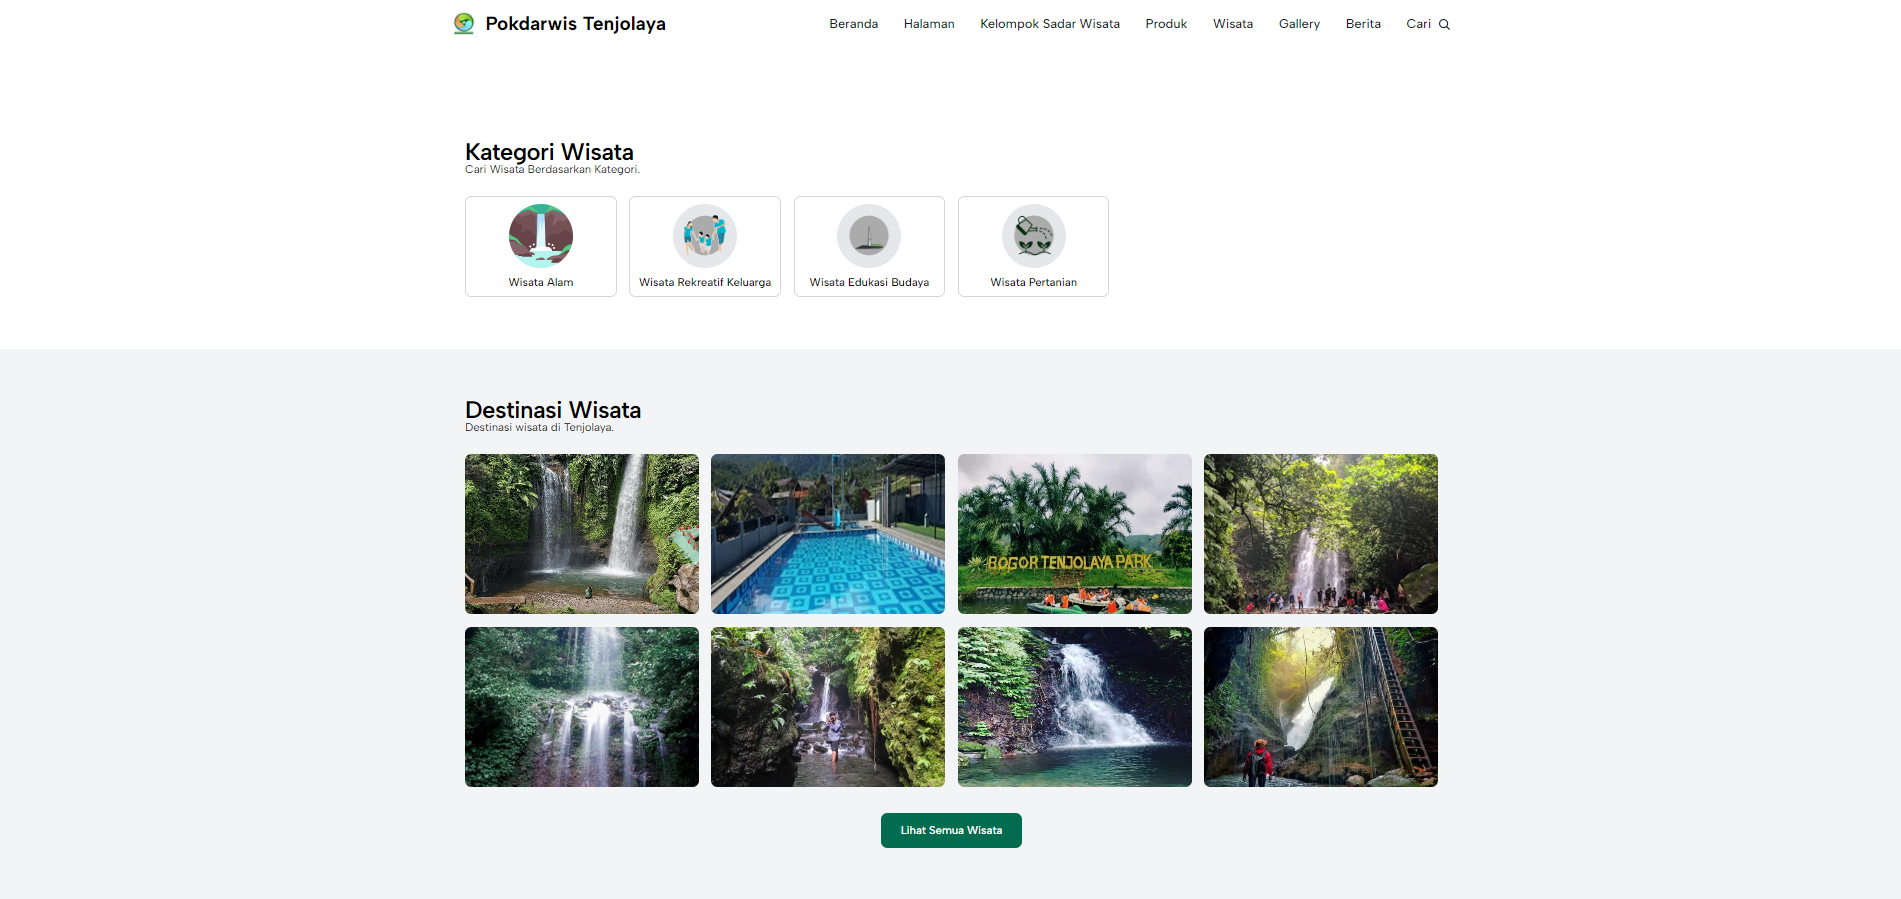 Pokdarwis Tenjolaya
Beranda
Halaman
Kelompok Sadar Wisata
Produk
Wisata
Gallery
Berita
Cari
Kategori Wisata
Cari Wisata Berdasarkan Kategori.
Wisata Alam
Wisata Rekreatif Keluarga
Wisata Edukasi Budaya
Wisata Pertanian
Destinasi Wisata
Destinasi wisata di Tenjolaya.
BOGOR TENJOLAYA PARK
Lihat Semua Wisata